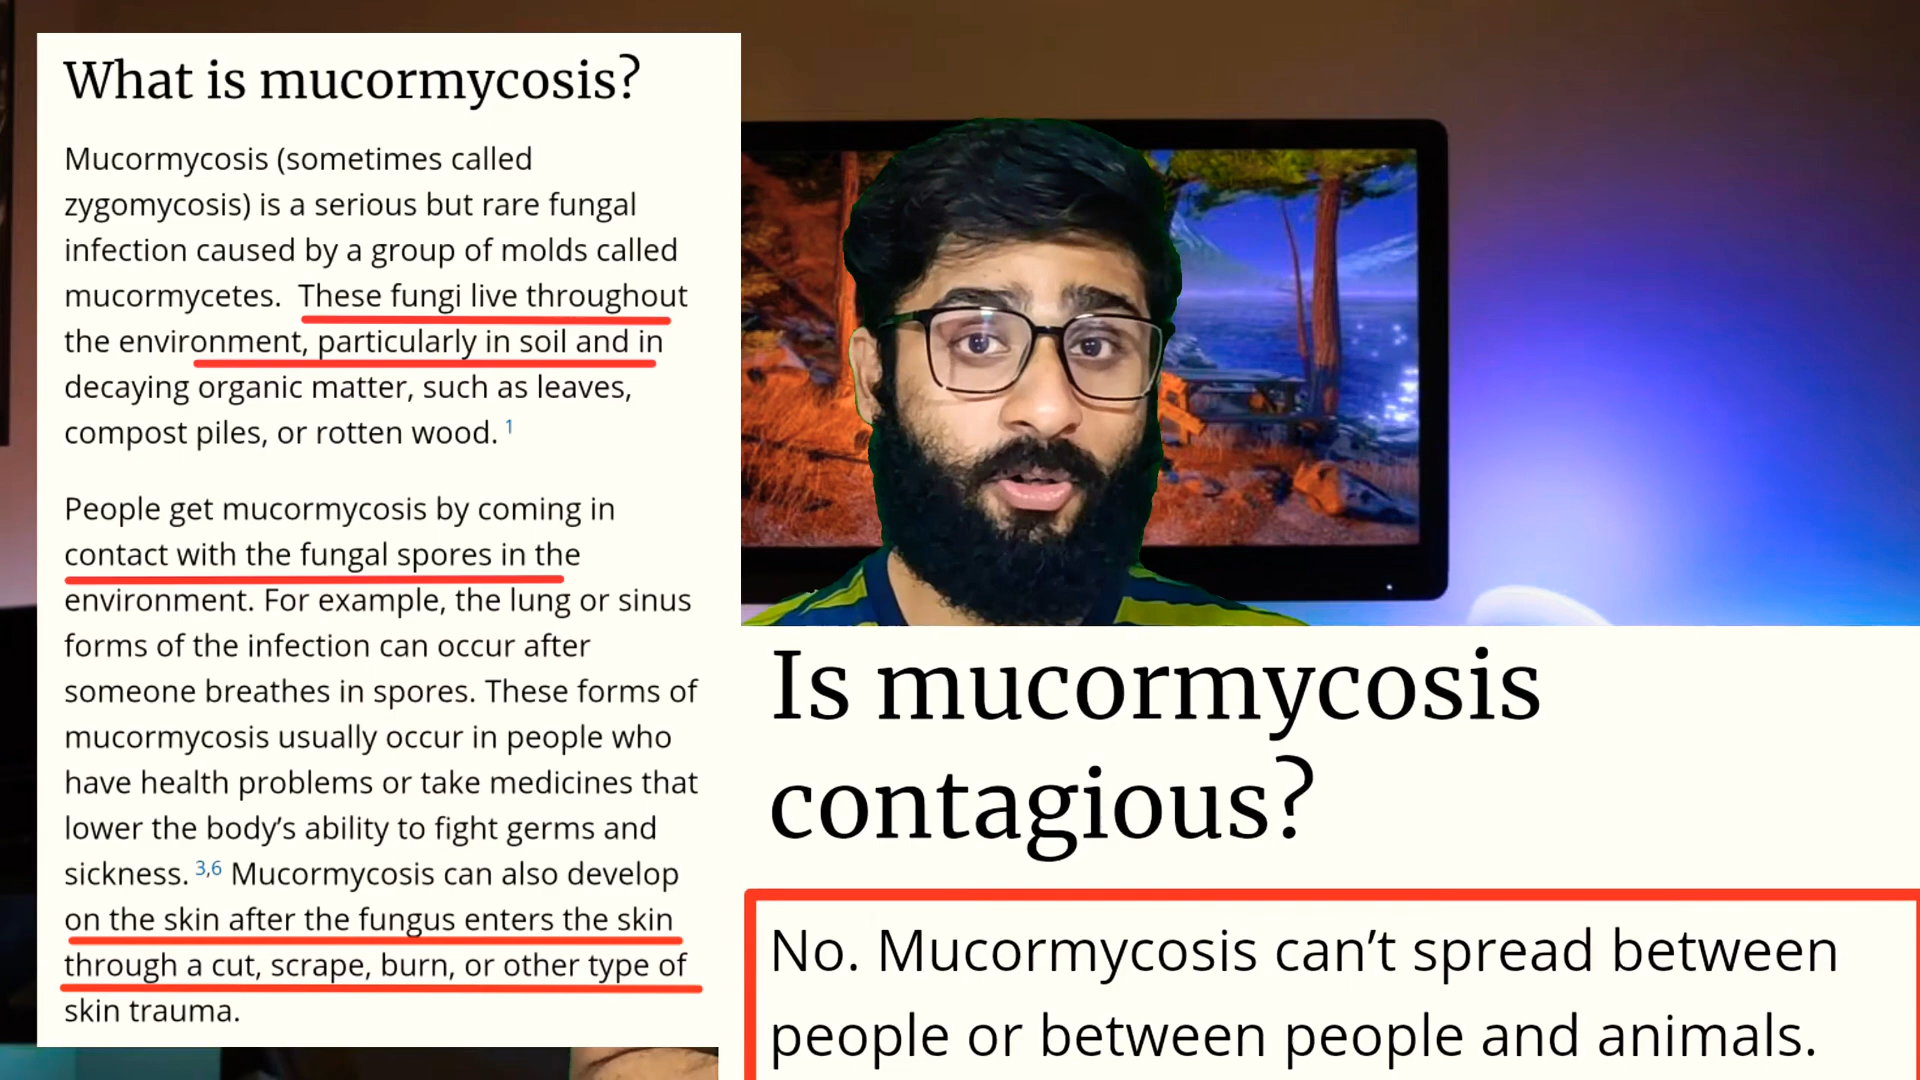 What is mucormycosis?
Mucormycosis (sometimes called
zygomycosis) is a serious but rare fungal
infection caused by a group of molds called
mucormycetes. These fungi live throughout
the environment, particularly in soil and in
decaying organic matter, such as leaves,
compost piles, or rotten wood. 1
People get mucormycosis by coming in
contact with the fungal spores in the
environment. For example, the lung or sinus
forms of the infection can occur after
someone breathes in spores. These forms of
mucormycosis usually occur in people who
have health problems or take medicines that
lower the body’s ability to fight germs and
sickness. 3,6 Mucormycosis can also develop
on the skin after the fungus enters the skin
through a cut, scrape, burn, or other type of
skin trauma.
Is mucormycosis
contagious?
No. Mucormycosis can’t spread between
people or between people and animals.